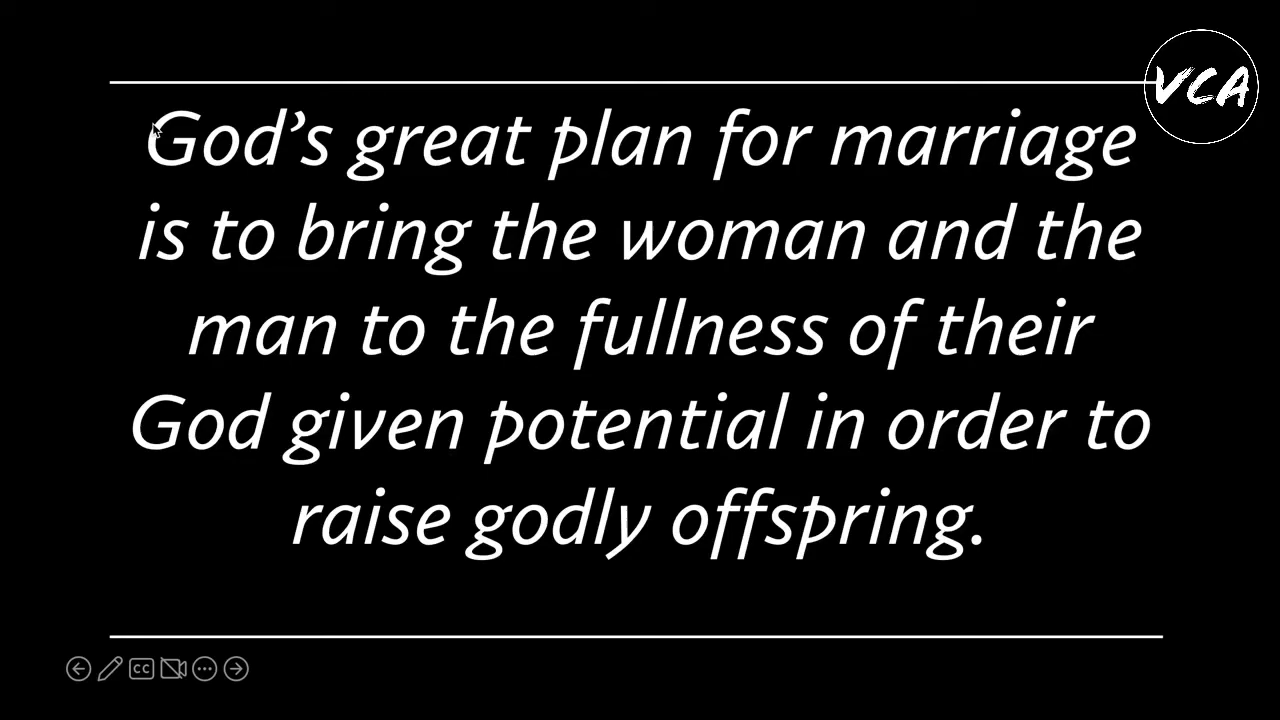 VCA
God’s great plan for marriage
is to bring the woman and the
man to the fullness of their
God given potential in order to
raise godly offspring.
CC